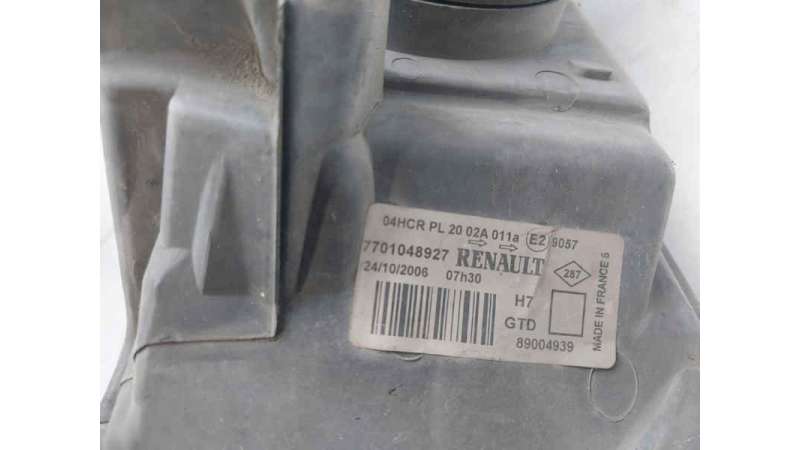 04HCR PL 20 02A 011a E2 9057
7701048927 RENAULT 287
24/10/2006 07h30
H7
GTD
89004939
MADE IN FRANCE 5